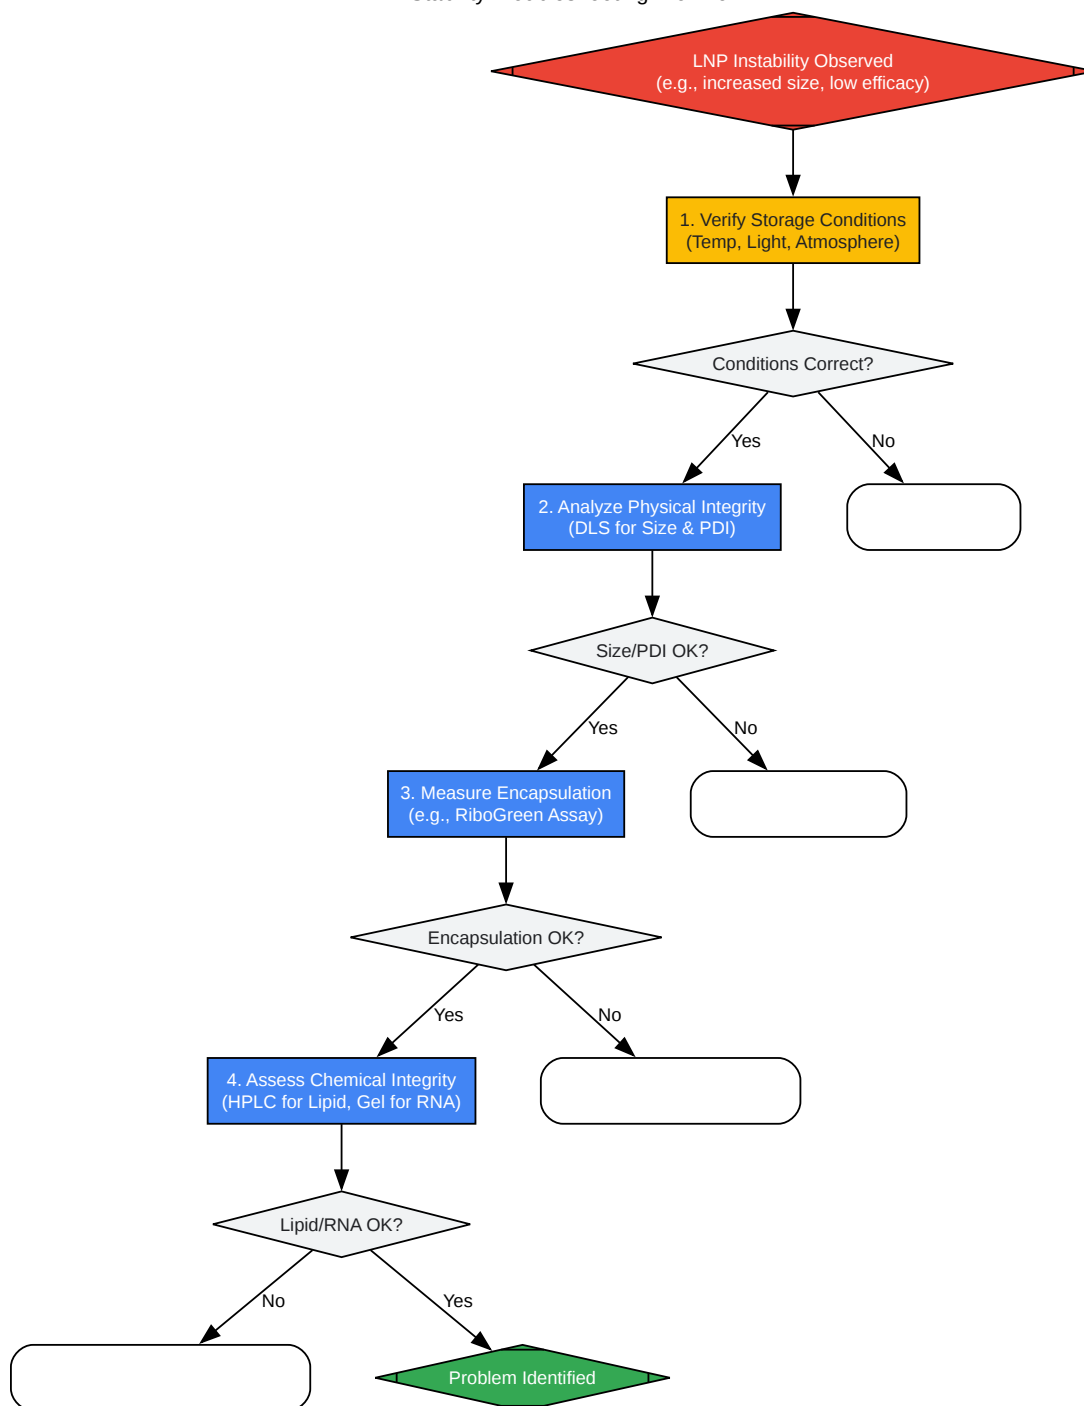 LNP Instability Observed
(e.g., increased size, low efficacy)
1. Verify Storage Conditions
(Temp, Light, Atmosphere)
Conditions Correct?
Yes
No
2. Analyze Physical Integrity
(DLS for Size & PDI)
Size/PDI OK?
Yes
No
3. Measure Encapsulation
(e.g., RiboGreen Assay)
Encapsulation OK?
Yes
No
4. Assess Chemical Integrity
(HPLC for Lipid, Gel for RNA)
Lipid/RNA OK?
No
Yes
Problem Identified